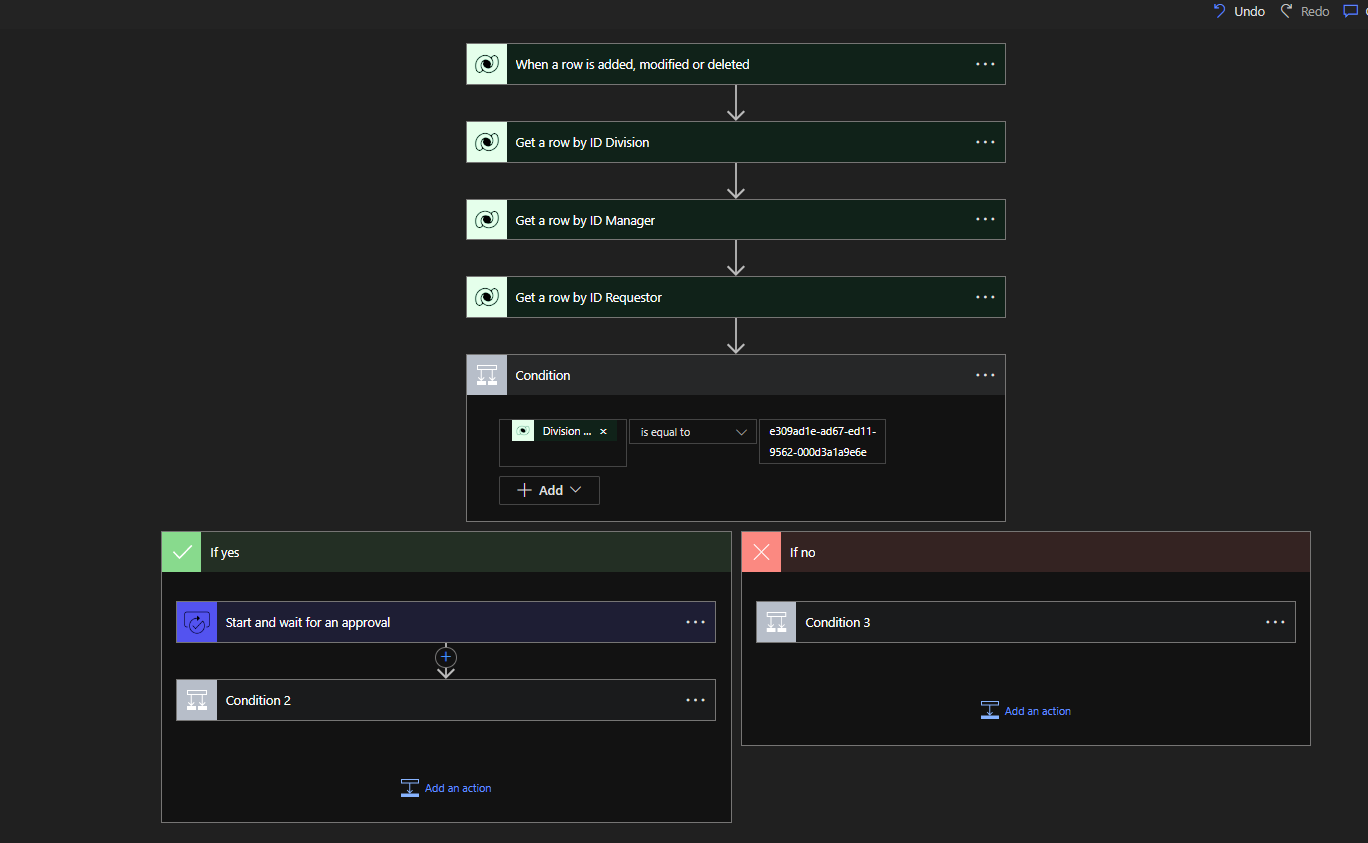 Undo
Redo
When a row is added, modified or deleted
Get a row by ID Division
Get a row by ID Manager
Get a row by ID Requestor
Condition
Division ...
is equal to
e309ad1e-ad67-ed11-
9562-000d3a1a9e6e
Add
If yes
If no
Start and wait for an approval
Condition 3
Condition 2
Add an action
Add an action